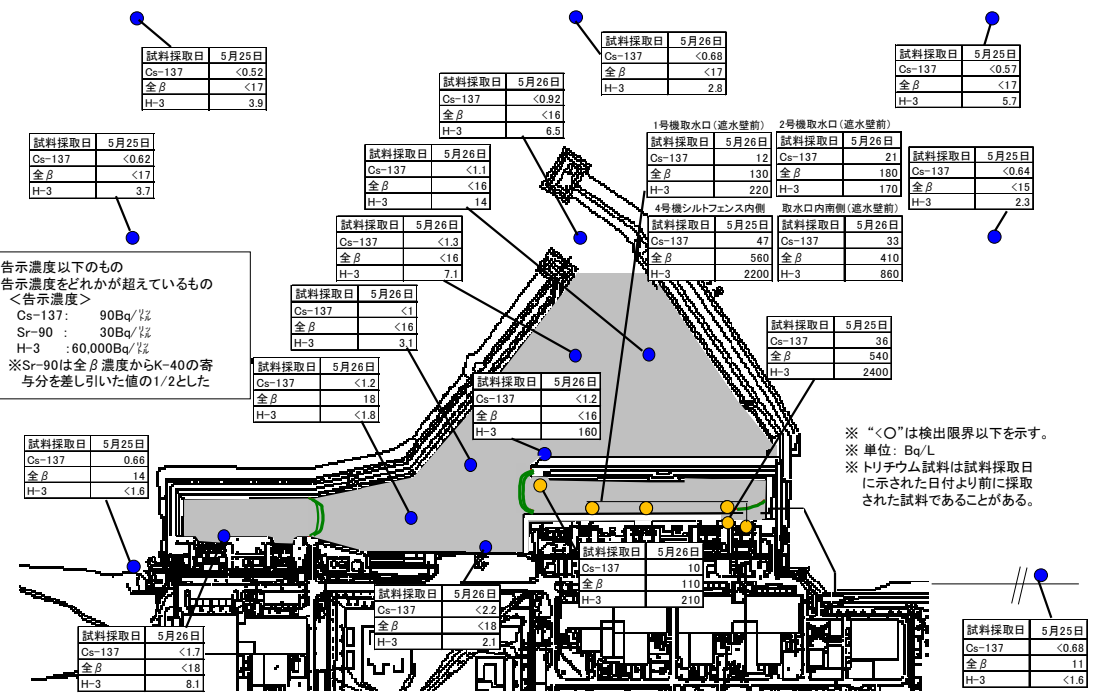 試料採取日 5月25日
Cs-137 <0.52
全β <17
H-3 3.9
試料採取日 5月26日
Cs-137 <0.68
全β <17
H-3 2.8
試料採取日 5月25日
Cs-137 <0.57
全β <17
H-3 5.7
試料採取日 5月26日
Cs-137 <0.92
全β <16
H-3 6.5
試料採取日 5月25日
Cs-137 <0.62
全β <17
H-3 3.7
試料採取日 5月26日
Cs-137 <1.1
全β <16
H-3 14
1号機取水口(遮水壁前)
試料採取日 5月26日
Cs-137 12
全β 130
H-3 220
2号機取水口(遮水壁前)
試料採取日 5月26日
Cs-137 21
全β 180
H-3 170
試料採取日 5月25日
Cs-137 <0.64
全β <15
H-3 2.3
4号機シルトフェンス内側
試料採取日 5月25日
Cs-137 47
全β 560
H-3 2200
取水口内南側(遮水壁前)
試料採取日 5月26日
Cs-137 33
全β 410
H-3 860
試料採取日 5月26日
Cs-137 <1.3
全β <16
H-3 7.1
告示濃度以下のもの
告示濃度をどれかが超えているもの
<告示濃度>
Cs-137: 90Bq/㍑
Sr-90 : 30Bq/㍑
H-3 :60,000Bq/㍑
※Sr-90は全β濃度からK-40の寄
与分を差し引いた値の1/2とした
試料採取日 5月26日
Cs-137 <1
全β <16
H-3 3.1
試料採取日 5月25日
Cs-137 36
全β 540
H-3 2400
試料採取日 5月26日
Cs-137 <1.2
全β 18
H-3 <1.8
試料採取日 5月26日
Cs-137 <1.2
全β <16
H-3 160
試料採取日 5月25日
Cs-137 0.66
全β 14
H-3 <1.6
※ “<○”は検出限界以下を示す。
※ 単位: Bq/L
※ トリチウム試料は試料採取日
に示された日付より前に採取
された試料であることがある。
試料採取日 5月26日
Cs-137 10
全β 110
H-3 210
試料採取日 5月26日
Cs-137 <2.2
全β <18
H-3 2.1
試料採取日 5月26日
Cs-137 <1.7
全β <18
H-3 8.1
試料採取日 5月25日
Cs-137 <0.68
全β 11
H-3 <1.6